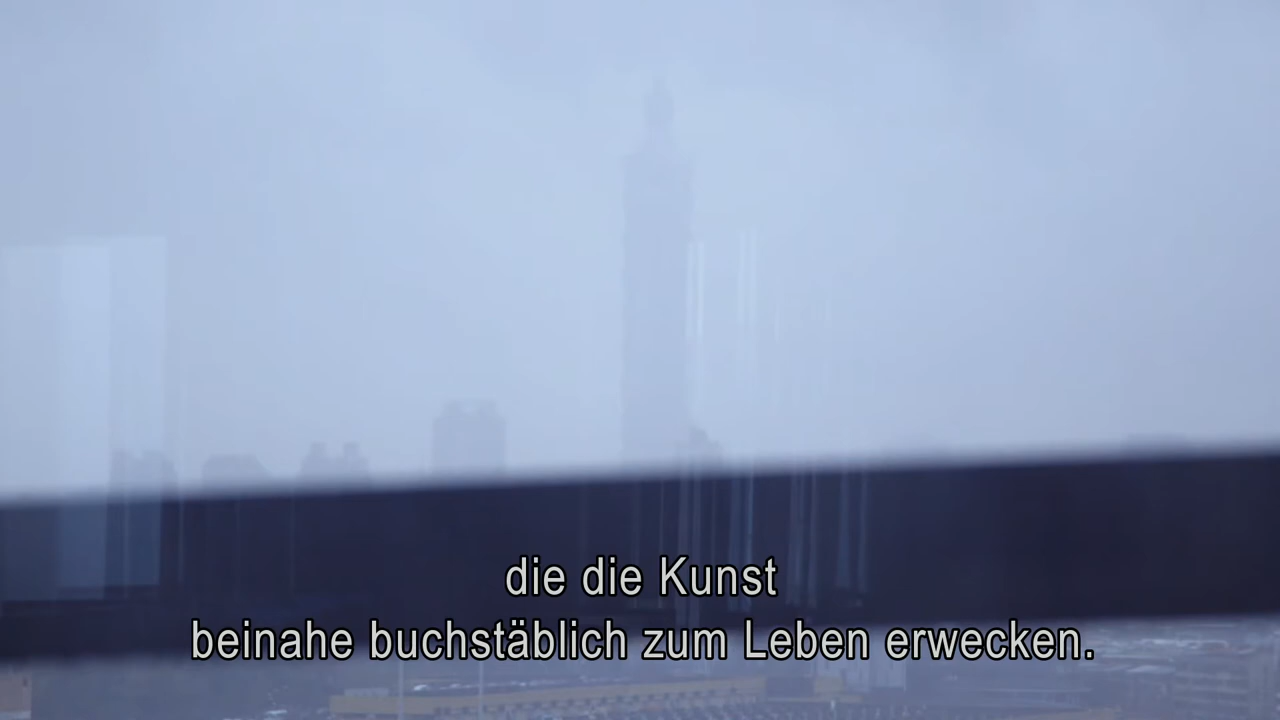 die die Kunst
beinahe buchstäblich zum Leben erwecken.